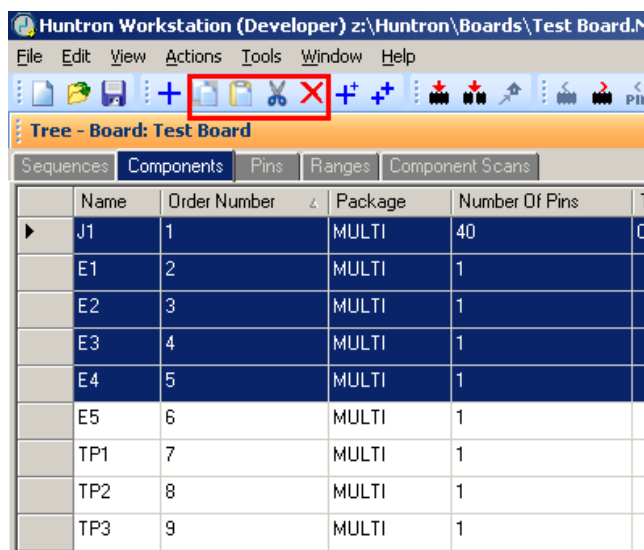 Huntron Workstation (Developer) z:\Huntron\Boards\Test Board.
File Edit View Actions Tools Window Help
Tree - Board: Test Board
Sequences Components Pins Ranges Component Scans
Name Order Number Package Number Of Pins
J1 1 MULTI 40
E1 2 MULTI 1
E2 3 MULTI 1
E3 4 MULTI 1
E4 5 MULTI 1
E5 6 MULTI 1
TP1 7 MULTI 1
TP2 8 MULTI 1
TP3 9 MULTI 1